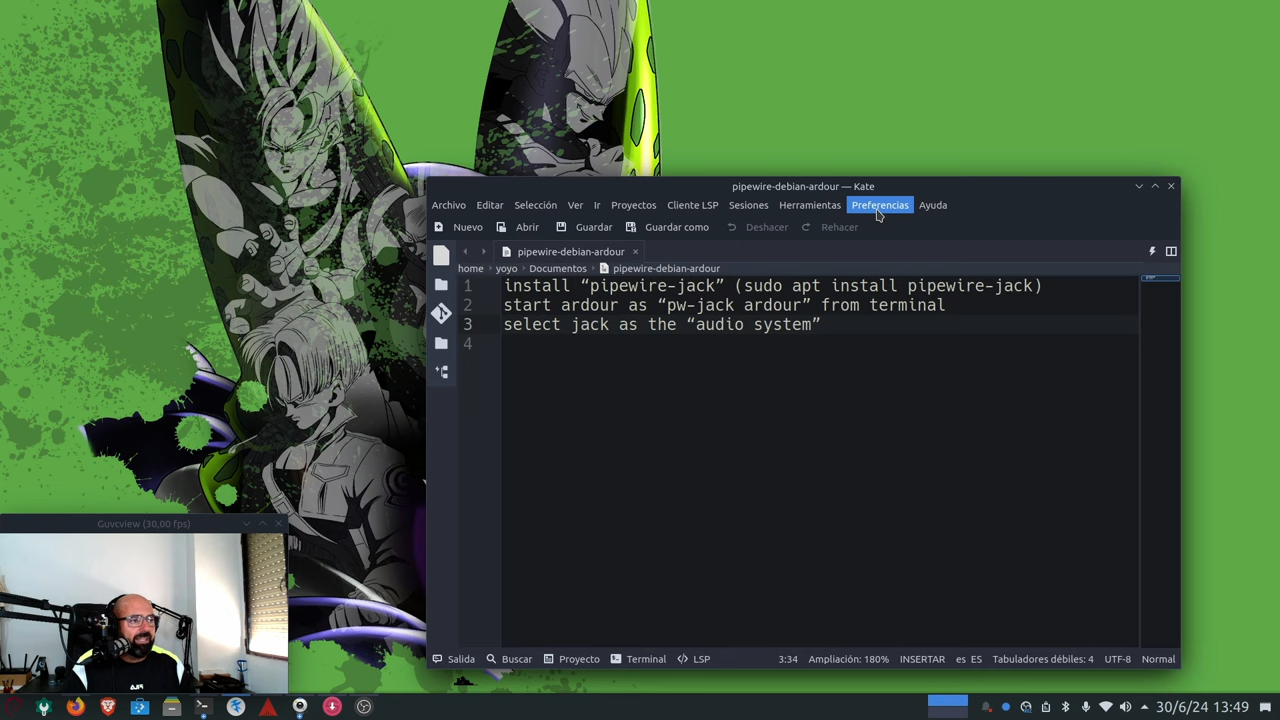 pipewire-debian-ardour — Kate
Archivo Editar Selección Ver Ir Proyectos Cliente LSP Sesiones Herramientas Preferencias Ayuda
Nuevo Abrir Guardar Guardar como Deshacer Rehacer
pipewire-debian-ardour
home yoyo Documentos pipewire-debian-ardour
1 install “pipewire-jack” (sudo apt install pipewire-jack)
2 start ardour as “pw-jack ardour” from terminal
3 select jack as the “audio system”
4
Guvcview (30,00 fps)
Salida Buscar Proyecto Terminal LSP 3:34 Ampliación: 180% INSERTAR es ES Tabuladores débiles: 4 UTF-8 Normal
30/6/24 13:49